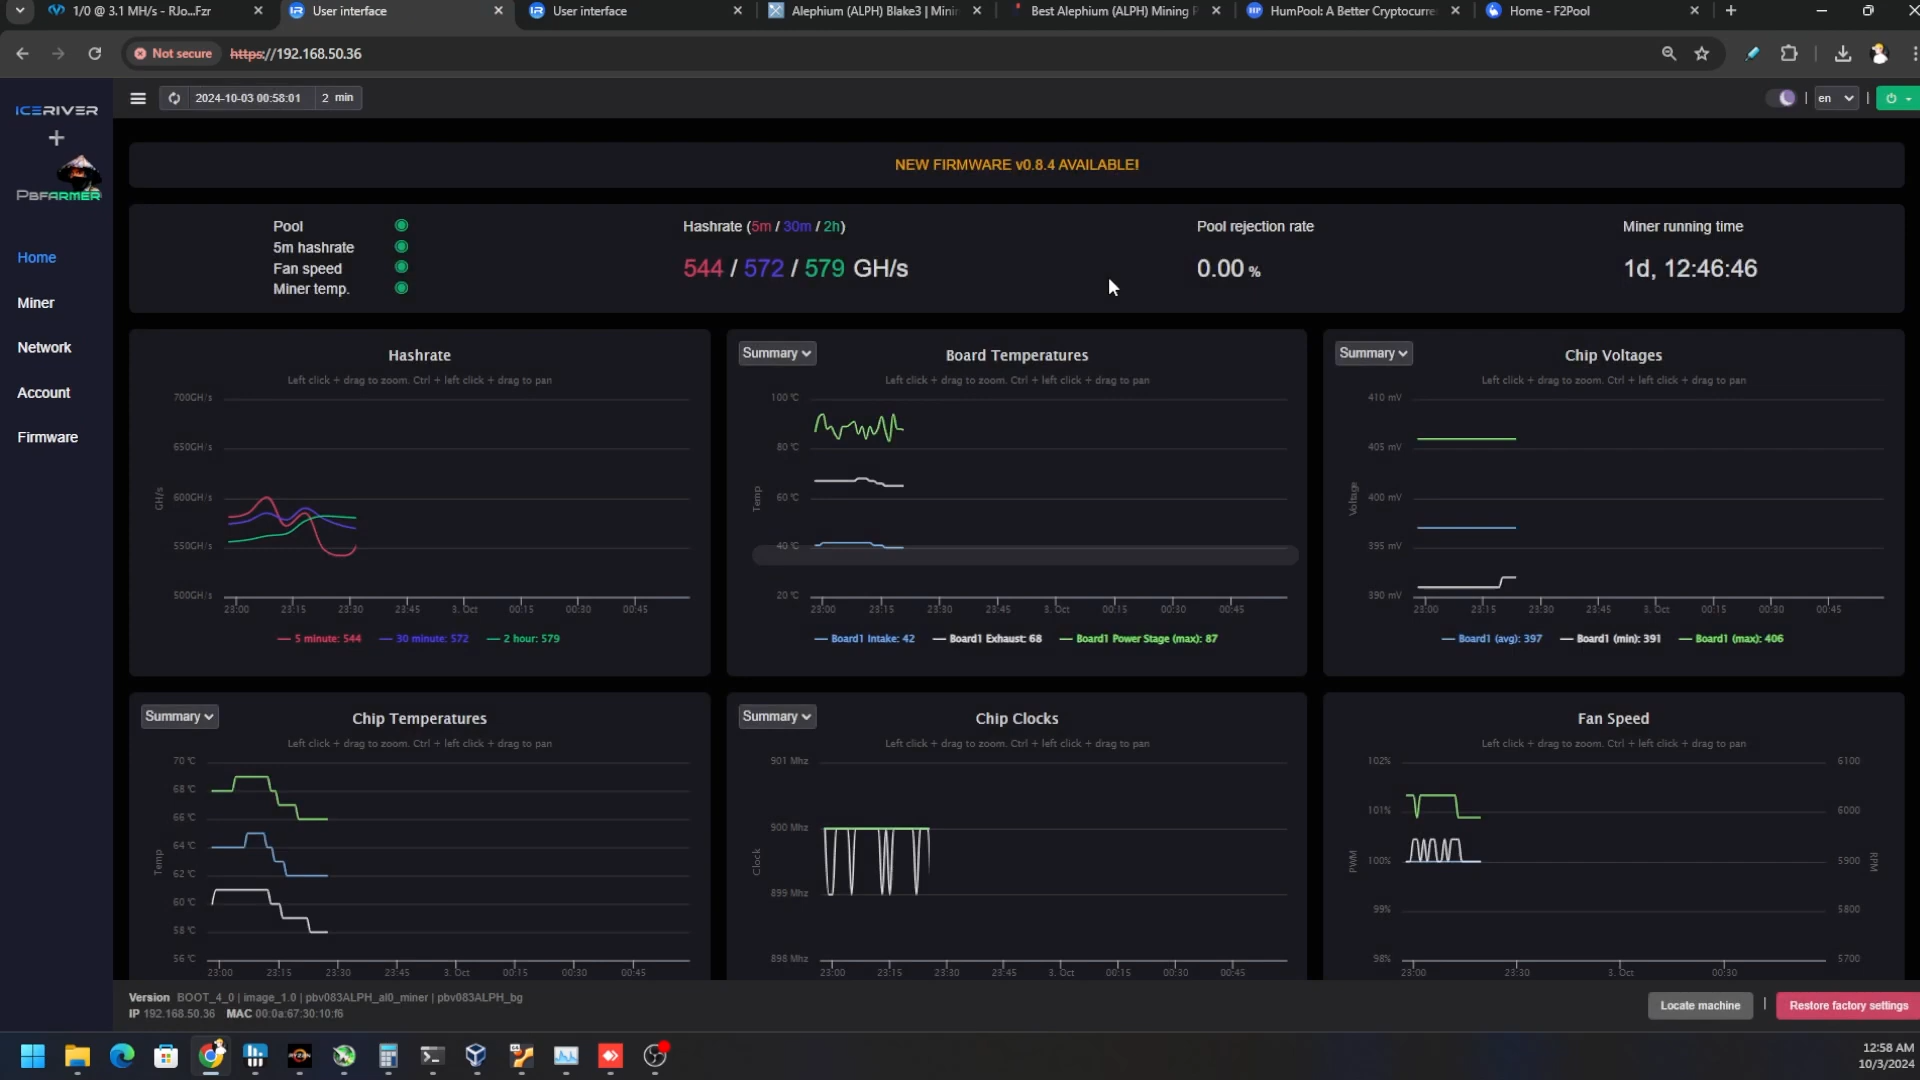 1/0 @ 3.1 MH/s - RJo...Fzr
User interface
User interface
Alephium (ALPH) Blake3 | Minin
Best Alephium (ALPH) Mining P
HumPool: A Better Cryptocurre
Home - F2Pool
Not secure
https://192.168.50.36
ICERIVER
+
PBFARMER
2024-10-03 00:58:01
2 min
en
Home
Miner
Network
Account
Firmware
NEW FIRMWARE v0.8.4 AVAILABLE!
Pool
5m hashrate
Fan speed
Miner temp.
Hashrate (5m / 30m / 2h)
544 / 572 / 579 GH/s
Pool rejection rate
0.00 %
Miner running time
1d, 12:46:46
Hashrate
Left click + drag to zoom. Ctrl + left click + drag to pan
700GH/s
650GH/s
600GH/s
550GH/s
500GH/s
GH/s
23:00 23:15 23:30 23:45 3. Oct 00:15 00:30 00:45
5 minute: 544 30 minute: 572 2 hour: 579
Summary
Board Temperatures
Left click + drag to zoom. Ctrl + left click + drag to pan
100 °C
80 °C
60 °C
40 °C
20 °C
Temp
23:00 23:15 23:30 23:45 3. Oct 00:15 00:30 00:45
Board1 Intake: 42 Board1 Exhaust: 68 Board1 Power Stage (max): 87
Summary
Chip Voltages
Left click + drag to zoom. Ctrl + left click + drag to pan
410 mV
405 mV
400 mV
395 mV
390 mV
Voltage
23:00 23:15 23:30 23:45 3. Oct 00:15 00:30 00:45
Board1 (avg): 397 Board1 (min): 391 Board1 (max): 406
Summary
Chip Temperatures
Left click + drag to zoom. Ctrl + left click + drag to pan
70 °C
68 °C
66 °C
64 °C
62 °C
60 °C
58 °C
56 °C
Temp
23:00 23:15 23:30 23:45 3. Oct 00:15 00:30 00:45
Summary
Chip Clocks
Left click + drag to zoom. Ctrl + left click + drag to pan
901 Mhz
900 Mhz
899 Mhz
898 Mhz
Clock
23:00 23:15 23:30 23:45 3. Oct 00:15 00:30 00:45
Fan Speed
Left click + drag to zoom. Ctrl + left click + drag to pan
102% 6100
101% 6000
100% 5900
99% 5800
98% 5700
PWM
RPM
23:00 23:30 3. Oct 00:30
Version BOOT_4_0 | image_1.0 | pbv083ALPH_al0_miner | pbv083ALPH_bg
IP 192.168.50.36 MAC 00:0a:67:30:10:f6
Locate machine
Restore factory settings
12:58 AM
10/3/2024